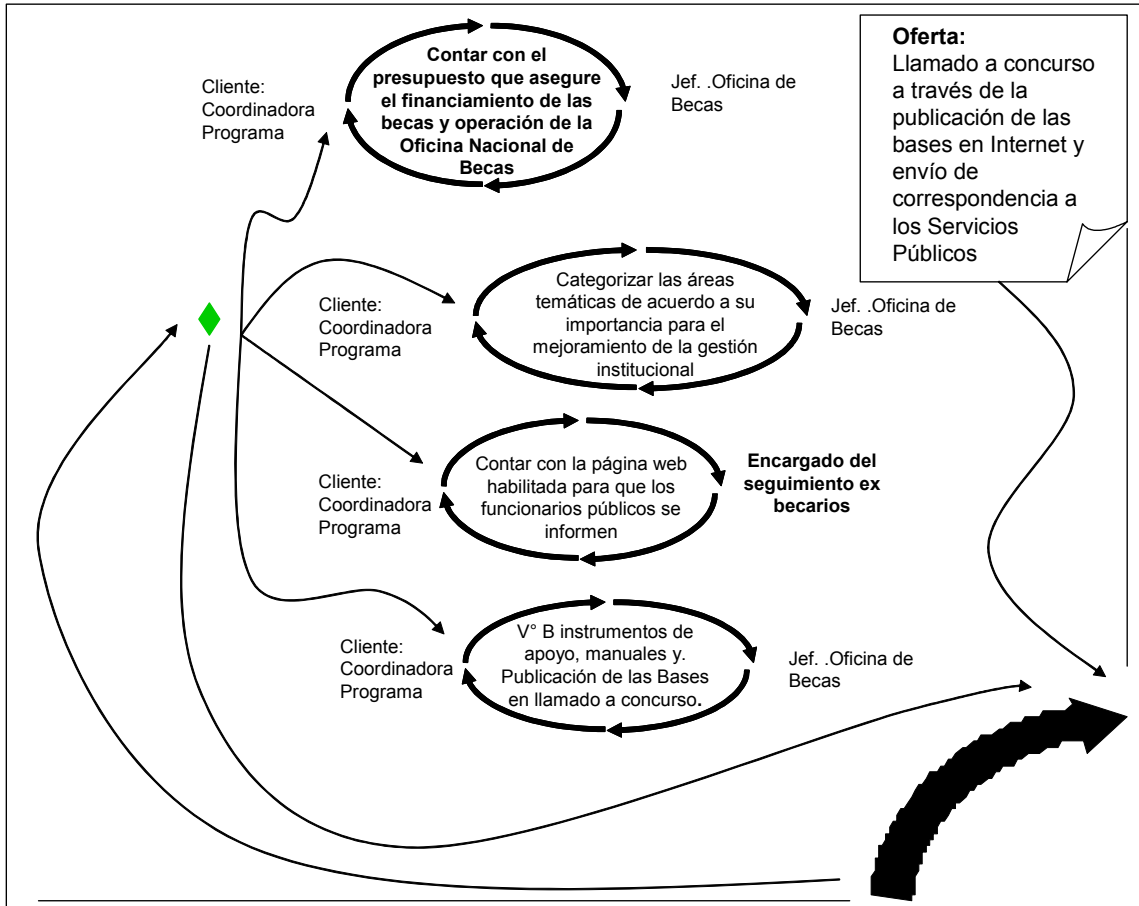 Contar con el
presupuesto que asegure
el financiamiento de las
becas y operación de la
Oficina Nacional de
Becas
Cliente:
Coordinadora
Programa
Jef. .Oficina de
Becas
Oferta:
Llamado a concurso
a través de la
publicación de las
bases en Internet y
envío de
correspondencia a
los Servicios
Públicos
Cliente:
Coordinadora
Programa
Categorizar las áreas
temáticas de acuerdo a su
importancia para el
mejoramiento de la gestión
institucional
Jef. .Oficina de
Becas
Cliente:
Coordinadora
Programa
Contar con la página web
habilitada para que los
funcionarios públicos se
informen
Encargado del
seguimiento ex
becarios
Cliente:
Coordinadora
Programa
V° B instrumentos de
apoyo, manuales y.
Publicación de las Bases
en llamado a concurso.
Jef. .Oficina de
Becas